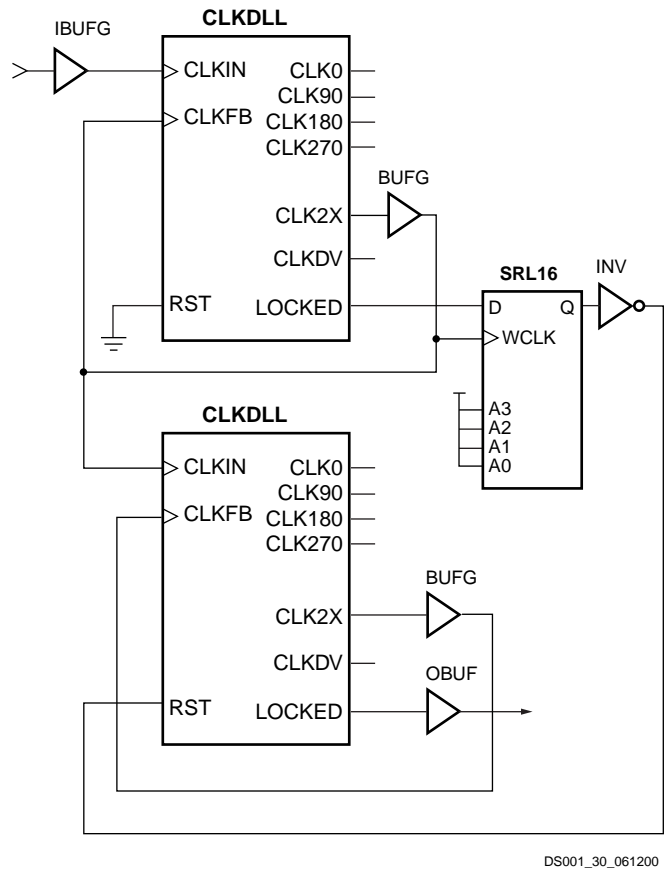 CLKDLL
IBUFG
CLKIN
CLKFB
CLK0
CLK90
CLK180
CLK270
BUFG
CLK2X
CLKDV
RST
LOCKED
SRL16
INV
D
Q
WCLK
A3
A2
A1
A0
CLKDLL
CLKIN
CLKFB
CLK0
CLK90
CLK180
CLK270
BUFG
CLK2X
CLKDV
OBUF
RST
LOCKED
DS001_30_061200